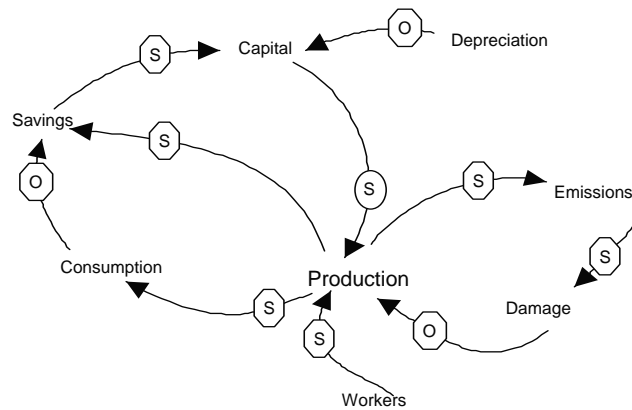 O
Depreciation
S
Capital
Savings
S
S
S
Emissions
O
S
Consumption
Production
Damage
S
O
S
Workers